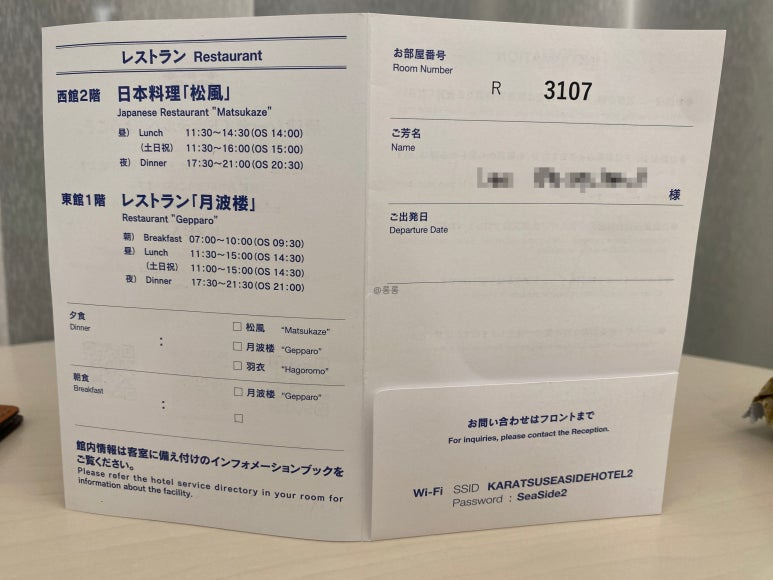 レストラン Restaurant
西館2階 日本料理「松風」
Japanese Restaurant "Matsukaze"
昼) Lunch 11:30~14:30(OS 14:00)
(土日祝) 11:30~16:00(OS 15:00)
夜) Dinner 17:30~21:00(OS 20:30)
東館1階 レストラン「月波楼」
Restaurant "Gepparo"
朝) Breakfast 07:00~10:00(OS 09:30)
昼) Lunch 11:30~15:00(OS 14:30)
(土日祝) 11:00~15:00(OS 14:30)
夜) Dinner 17:30~21:30(OS 21:00)
夕食
Dinner
:
□ 松風 "Matsukaze"
□ 月波楼 "Gepparo"
□ 羽衣 "Hagoromo"
朝食
Breakfast
:
□ 月波楼 "Gepparo"
□
館内情報は客室に備え付けのインフォメーションブックを
ご覧ください。
Please refer the hotel service directory in your room for
information about the facility.
お部屋番号
Room Number
R 3107
ご芳名
Name
様
ご出発日
Departure Date
@롱롱
お問い合わせはフロントまで
For inquiries, please contact the Reception.
Wi-Fi SSID KARATSUSEASIDEHOTEL2
Password : SeaSide2